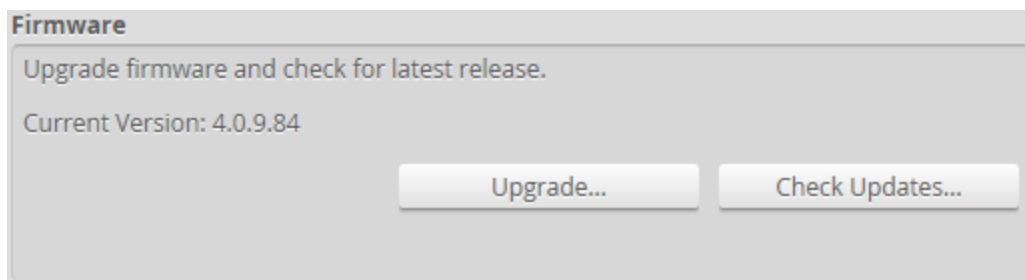 Firmware
Upgrade firmware and check for latest release.
Current Version: 4.0.9.84
Upgrade... Check Updates...